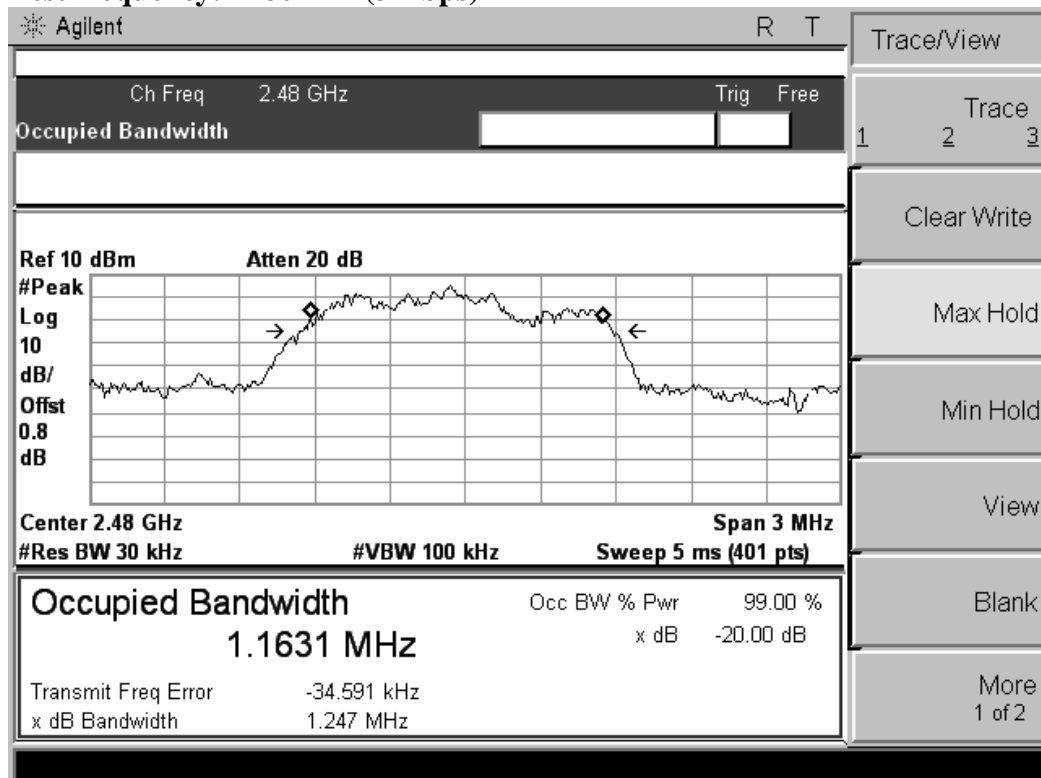 Agilent R T
Trace/View
Ch Freq 2.48 GHz Trig Free
Occupied Bandwidth
Trace
1 2 3
Clear Write
Ref 10 dBm Atten 20 dB
#Peak
Log
10
dB/
Offst
0.8
dB
Max Hold
Min Hold
Center 2.48 GHz Span 3 MHz
#Res BW 30 kHz #VBW 100 kHz Sweep 5 ms (401 pts)
View
Occupied Bandwidth Occ BW % Pwr 99.00 %
1.1631 MHz x dB -20.00 dB
Blank
Transmit Freq Error -34.591 kHz
x dB Bandwidth 1.247 MHz
More
1 of 2